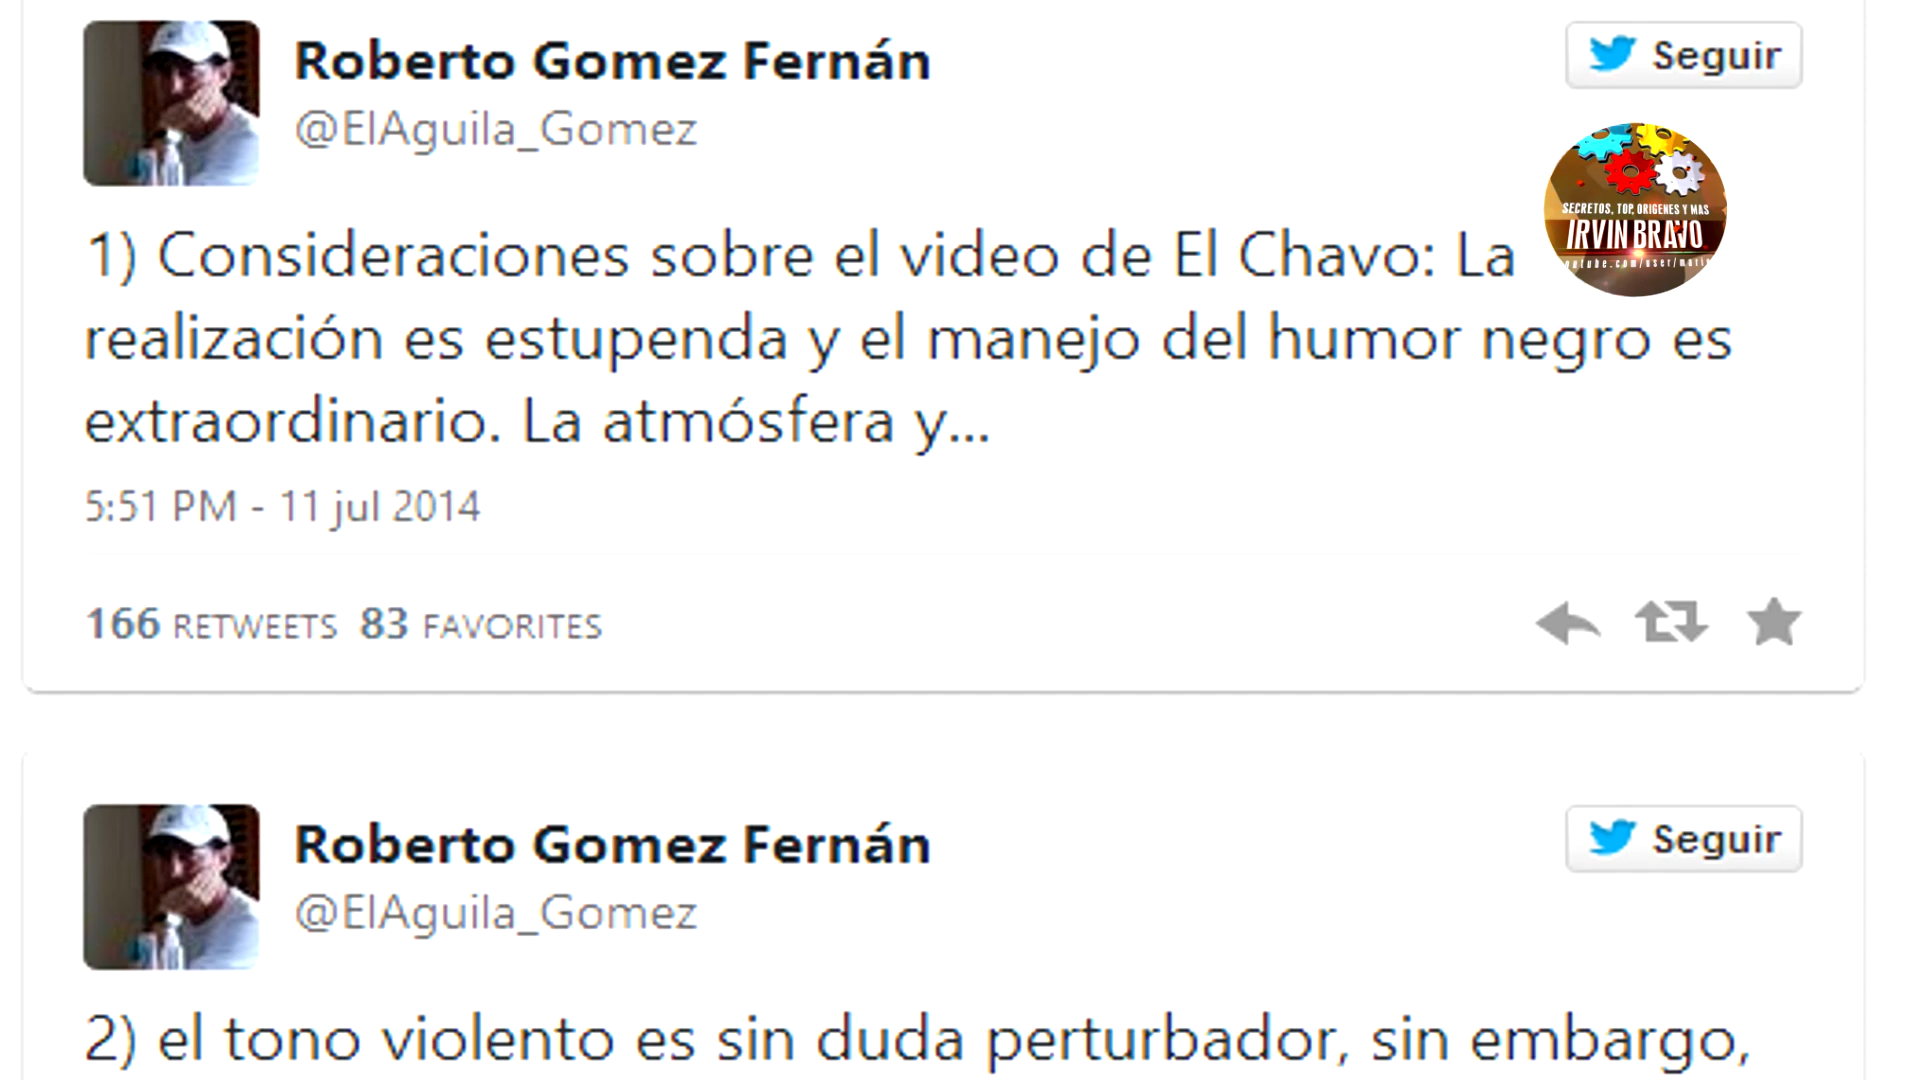 Roberto Gomez Fernán
Seguir
@ElAguila_Gomez
SECRETOS, TOP, ORIGENES Y MAS
IRVIN BRAVO
1) Consideraciones sobre el video de El Chavo: La
realización es estupenda y el manejo del humor negro es
extraordinario. La atmósfera y...
5:51 PM - 11 jul 2014
166 RETWEETS 83 FAVORITES
Roberto Gomez Fernán
Seguir
@ElAguila_Gomez
2) el tono violento es sin duda perturbador, sin embargo,